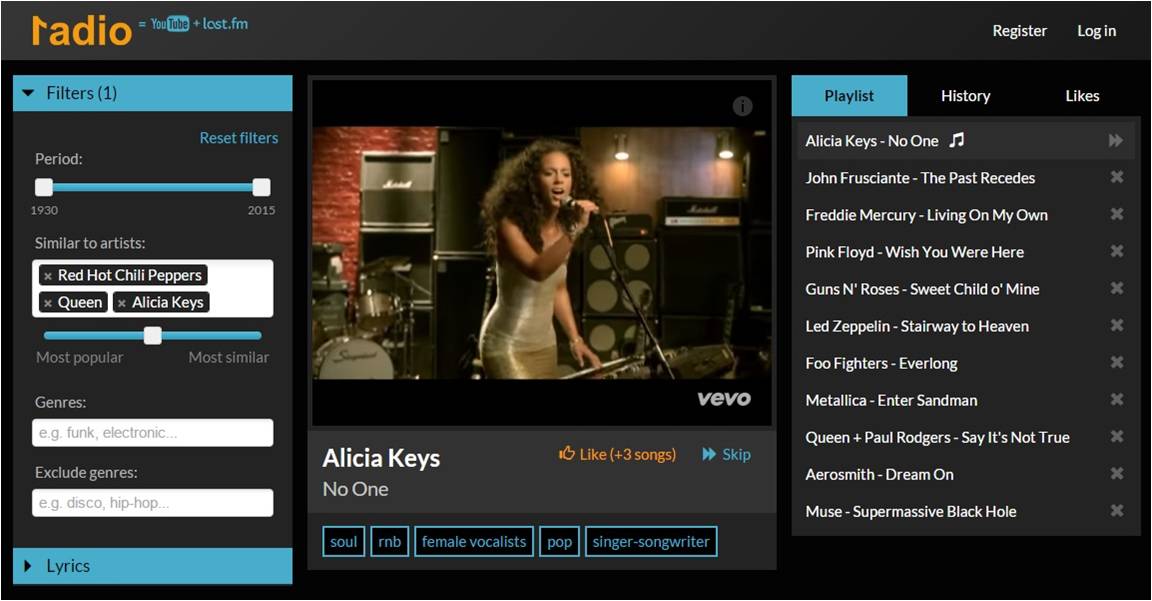 1adio = YouTube + last.fm
Register
Log in
Filters (1)
Reset filters
Period:
1930
2015
Similar to artists:
× Red Hot Chili Peppers
× Queen × Alicia Keys
Most popular
Most similar
Genres:
e.g. funk, electronic...
Exclude genres:
e.g. disco, hip-hop...
Lyrics
i
Marshall
Marshall
vevo
Alicia Keys
Like (+3 songs)
Skip
No One
soul
rnb
female vocalists
pop
singer-songwriter
Playlist
History
Likes
Alicia Keys - No One
John Frusciante - The Past Recedes
Freddie Mercury - Living On My Own
Pink Floyd - Wish You Were Here
Guns N' Roses - Sweet Child o' Mine
Led Zeppelin - Stairway to Heaven
Foo Fighters - Everlong
Metallica - Enter Sandman
Queen + Paul Rodgers - Say It's Not True
Aerosmith - Dream On
Muse - Supermassive Black Hole